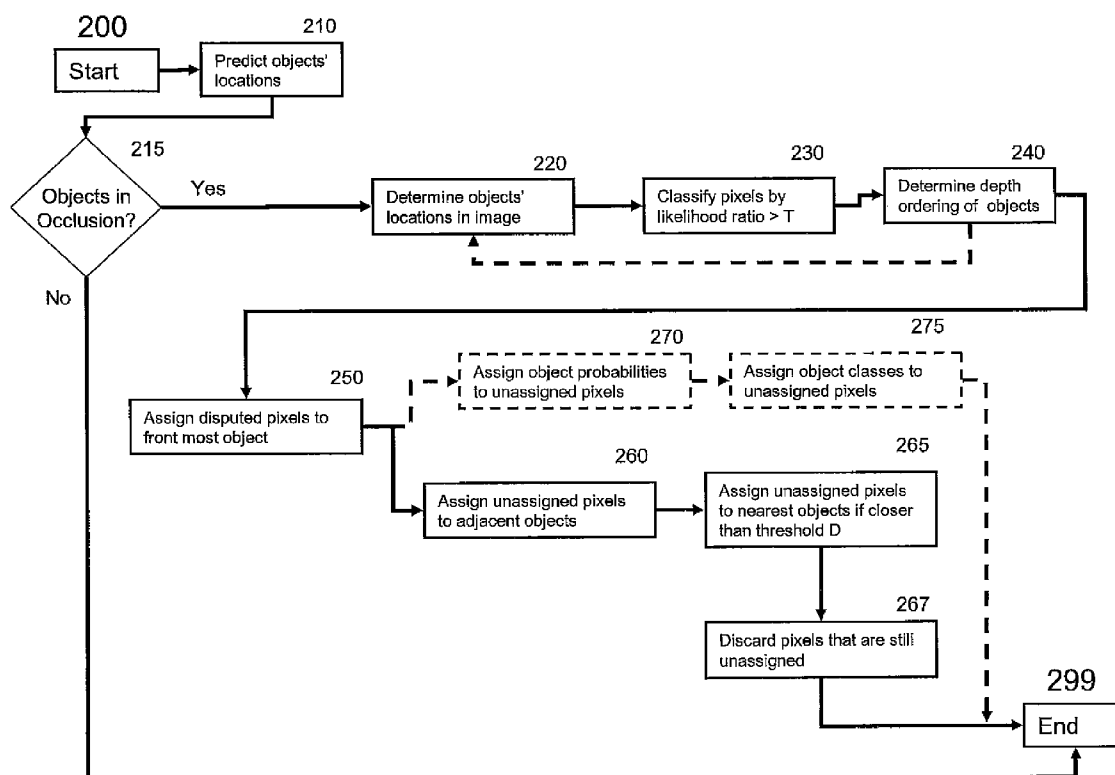 200
Start
210
Predict objects'
locations
215
Objects in
Occlusion?
Yes
No
220
Determine objects'
locations in image
230
Classify pixels by
likelihood ratio > T
240
Determine depth
ordering of objects
250
Assign disputed pixels to
front most object
270
Assign object probabilities
to unassigned pixels
275
Assign object classes to
unassigned pixels
260
Assign unassigned pixels
to adjacent objects
265
Assign unassigned pixels
to nearest objects if closer
than threshold D
267
Discard pixels that are still
unassigned
299
End